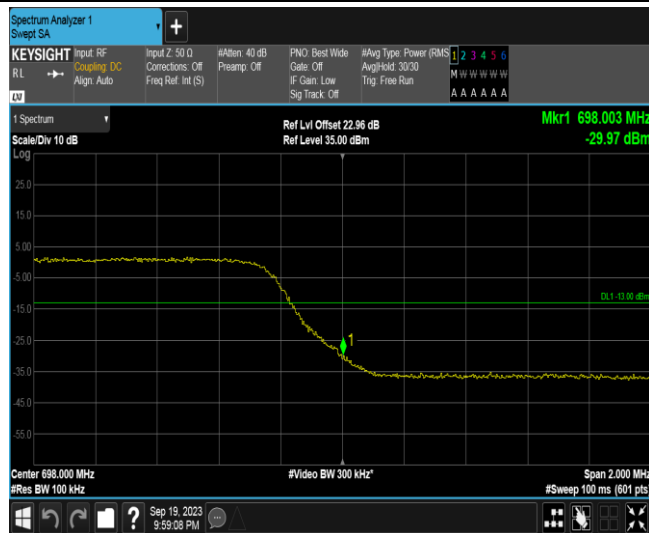 Spectrum Analyzer 1
Swept SA
+
KEYSIGHT
RL
LXI
Input: RF
Coupling: DC
Align: Auto
Input Z: 50 Ω
Corrections: Off
Freq Ref: Int (S)
#Atten: 40 dB
Preamp: Off
PNO: Best Wide
Gate: Off
IF Gain: Low
Sig Track: Off
#Avg Type: Power (RMS
Avg|Hold: 30/30
Trig: Free Run
1 2 3 4 5 6
M W W W W W
A A A A A A
1 Spectrum
Scale/Div 10 dB
Log
Ref Lvl Offset 22.96 dB
Ref Level 35.00 dBm
Mkr1 698.003 MHz
-29.97 dBm
25.0
15.0
5.00
-5.00
-15.0
-25.0
-35.0
-45.0
-55.0
DL1 -13.00 dBm
1
Center 698.000 MHz
#Res BW 100 kHz
#Video BW 300 kHz*
Span 2.000 MHz
#Sweep 100 ms (601 pts)
?
Sep 19, 2023
9:59:08 PM